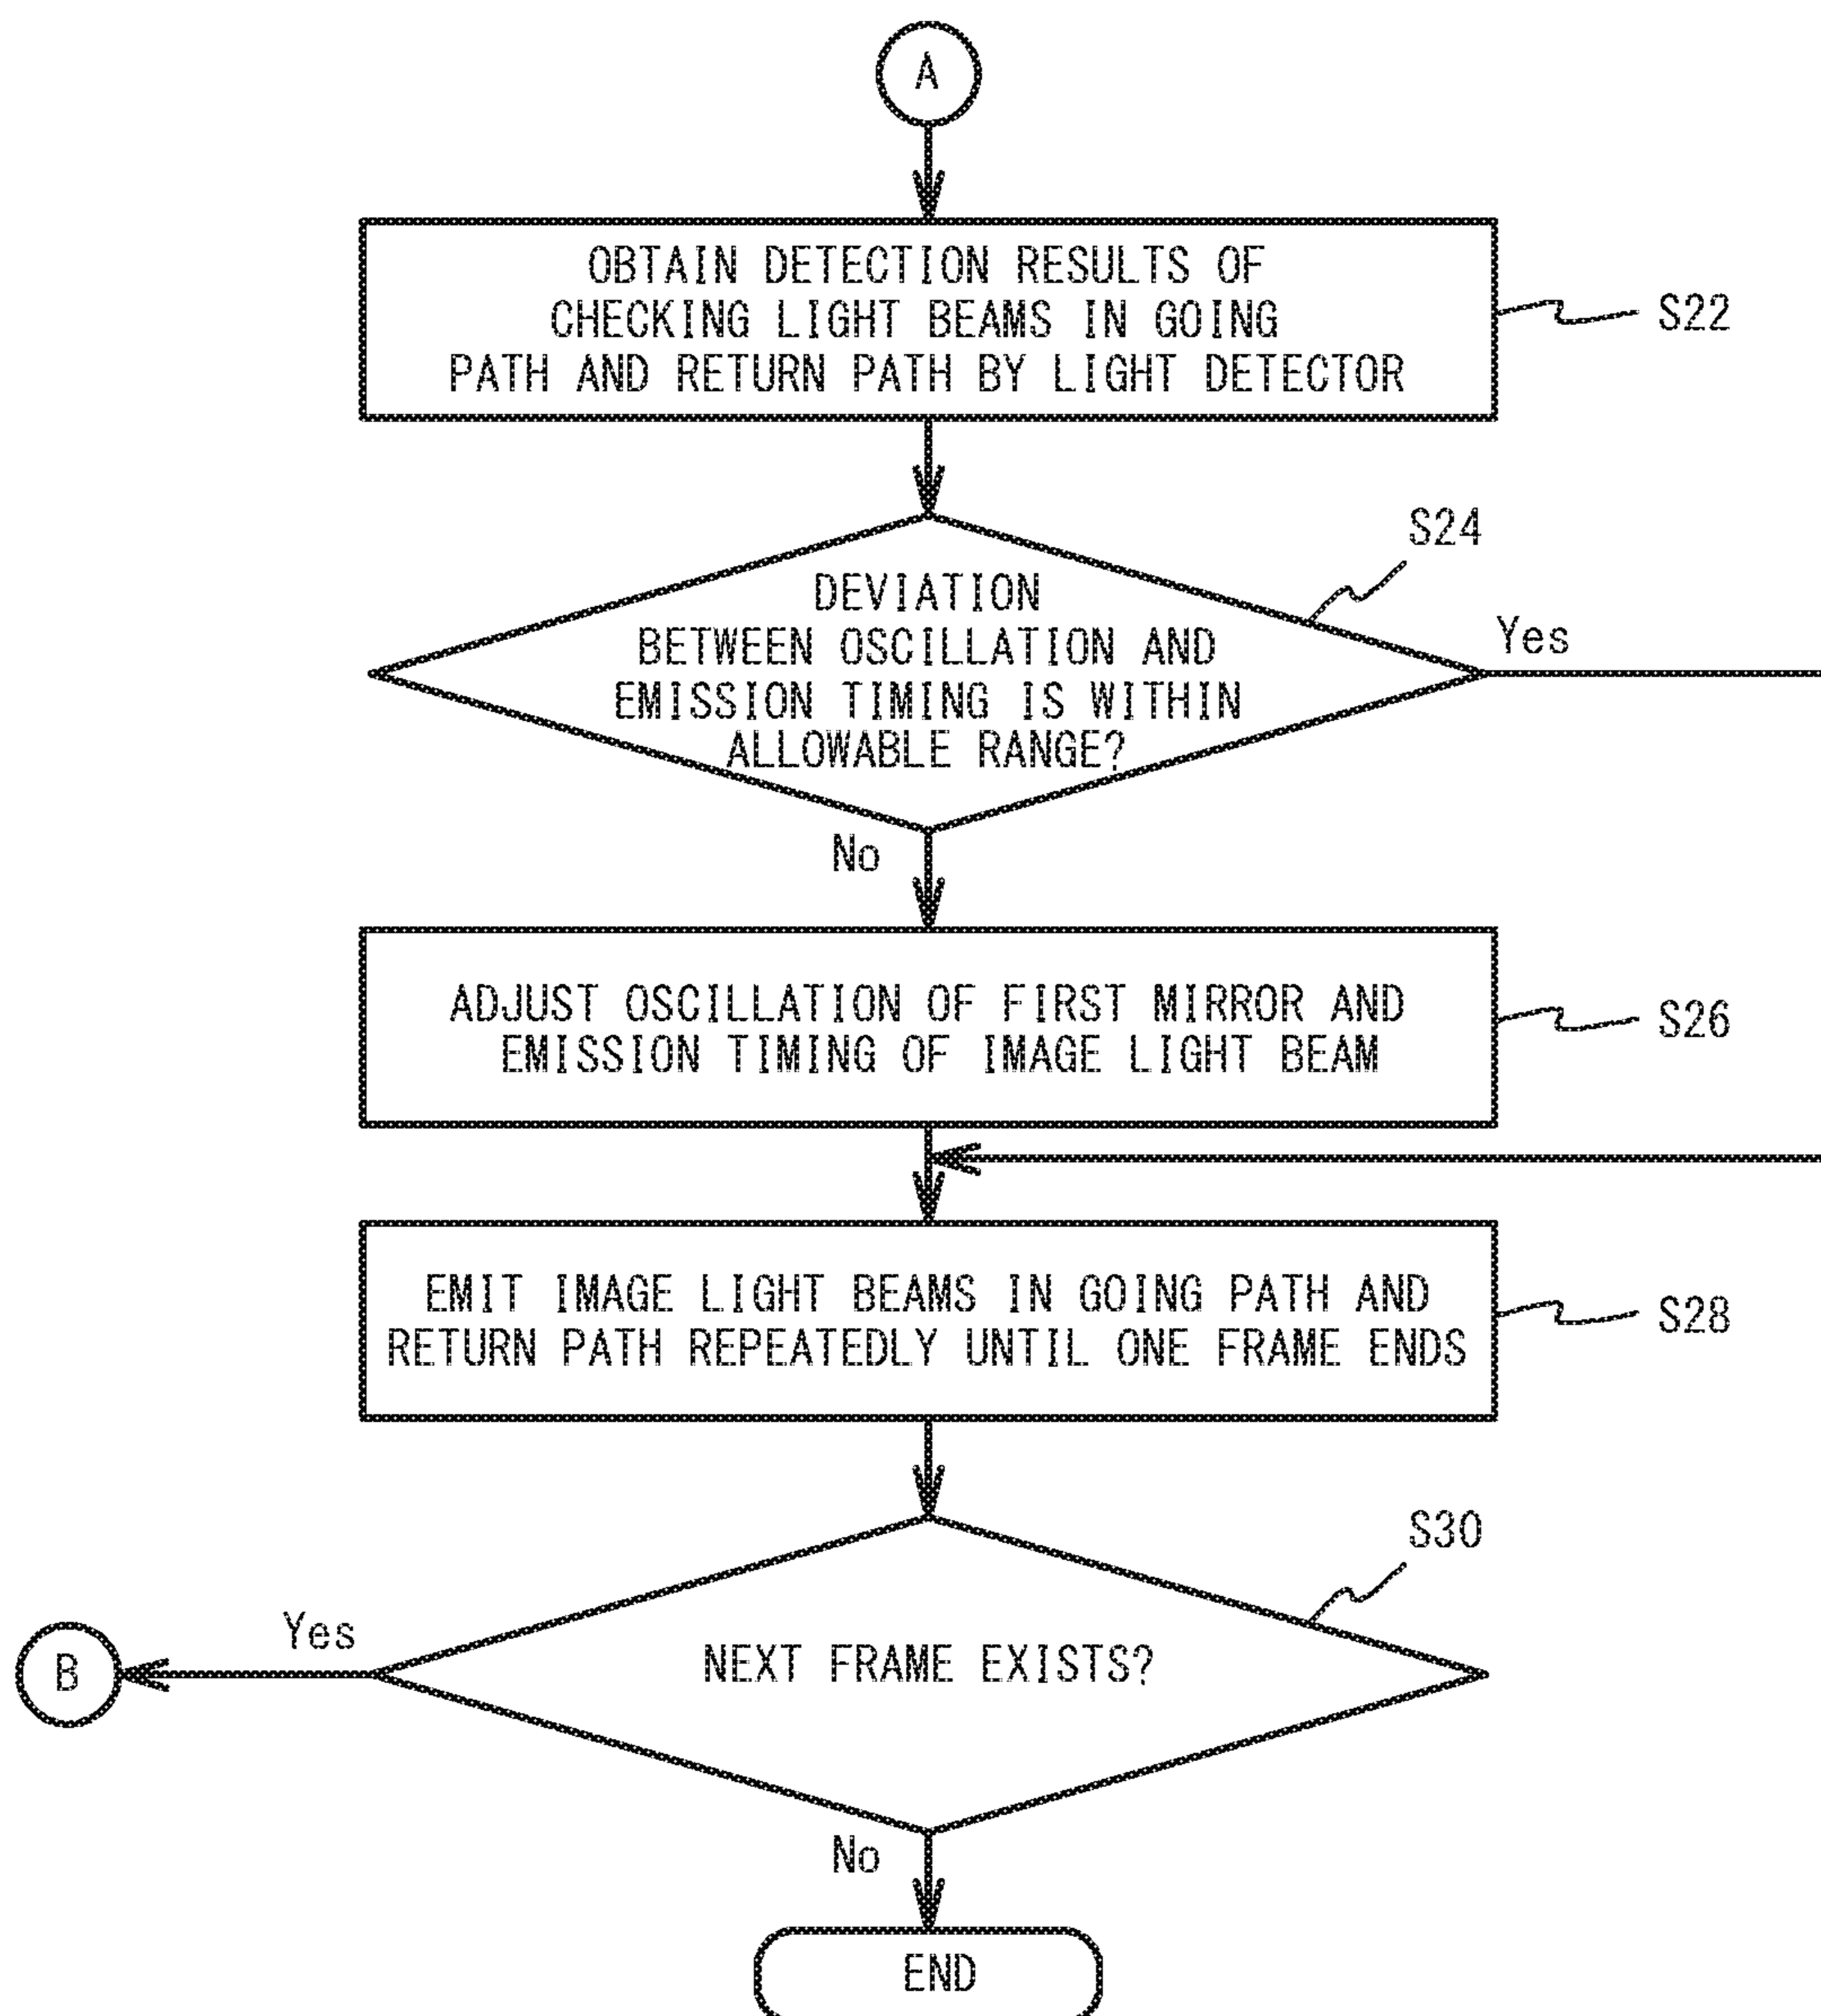 A
OBTAIN DETECTION RESULTS OF
CHECKING LIGHT BEAMS IN GOING
PATH AND RETURN PATH BY LIGHT DETECTOR
S22
S24
DEVIATION
BETWEEN OSCILLATION AND
EMISSION TIMING IS WITHIN
ALLOWABLE RANGE?
Yes
No
ADJUST OSCILLATION OF FIRST MIRROR AND
EMISSION TIMING OF IMAGE LIGHT BEAM
S26
EMIT IMAGE LIGHT BEAMS IN GOING PATH AND
RETURN PATH REPEATEDLY UNTIL ONE FRAME ENDS
S28
S30
NEXT FRAME EXISTS?
Yes
B
No
END